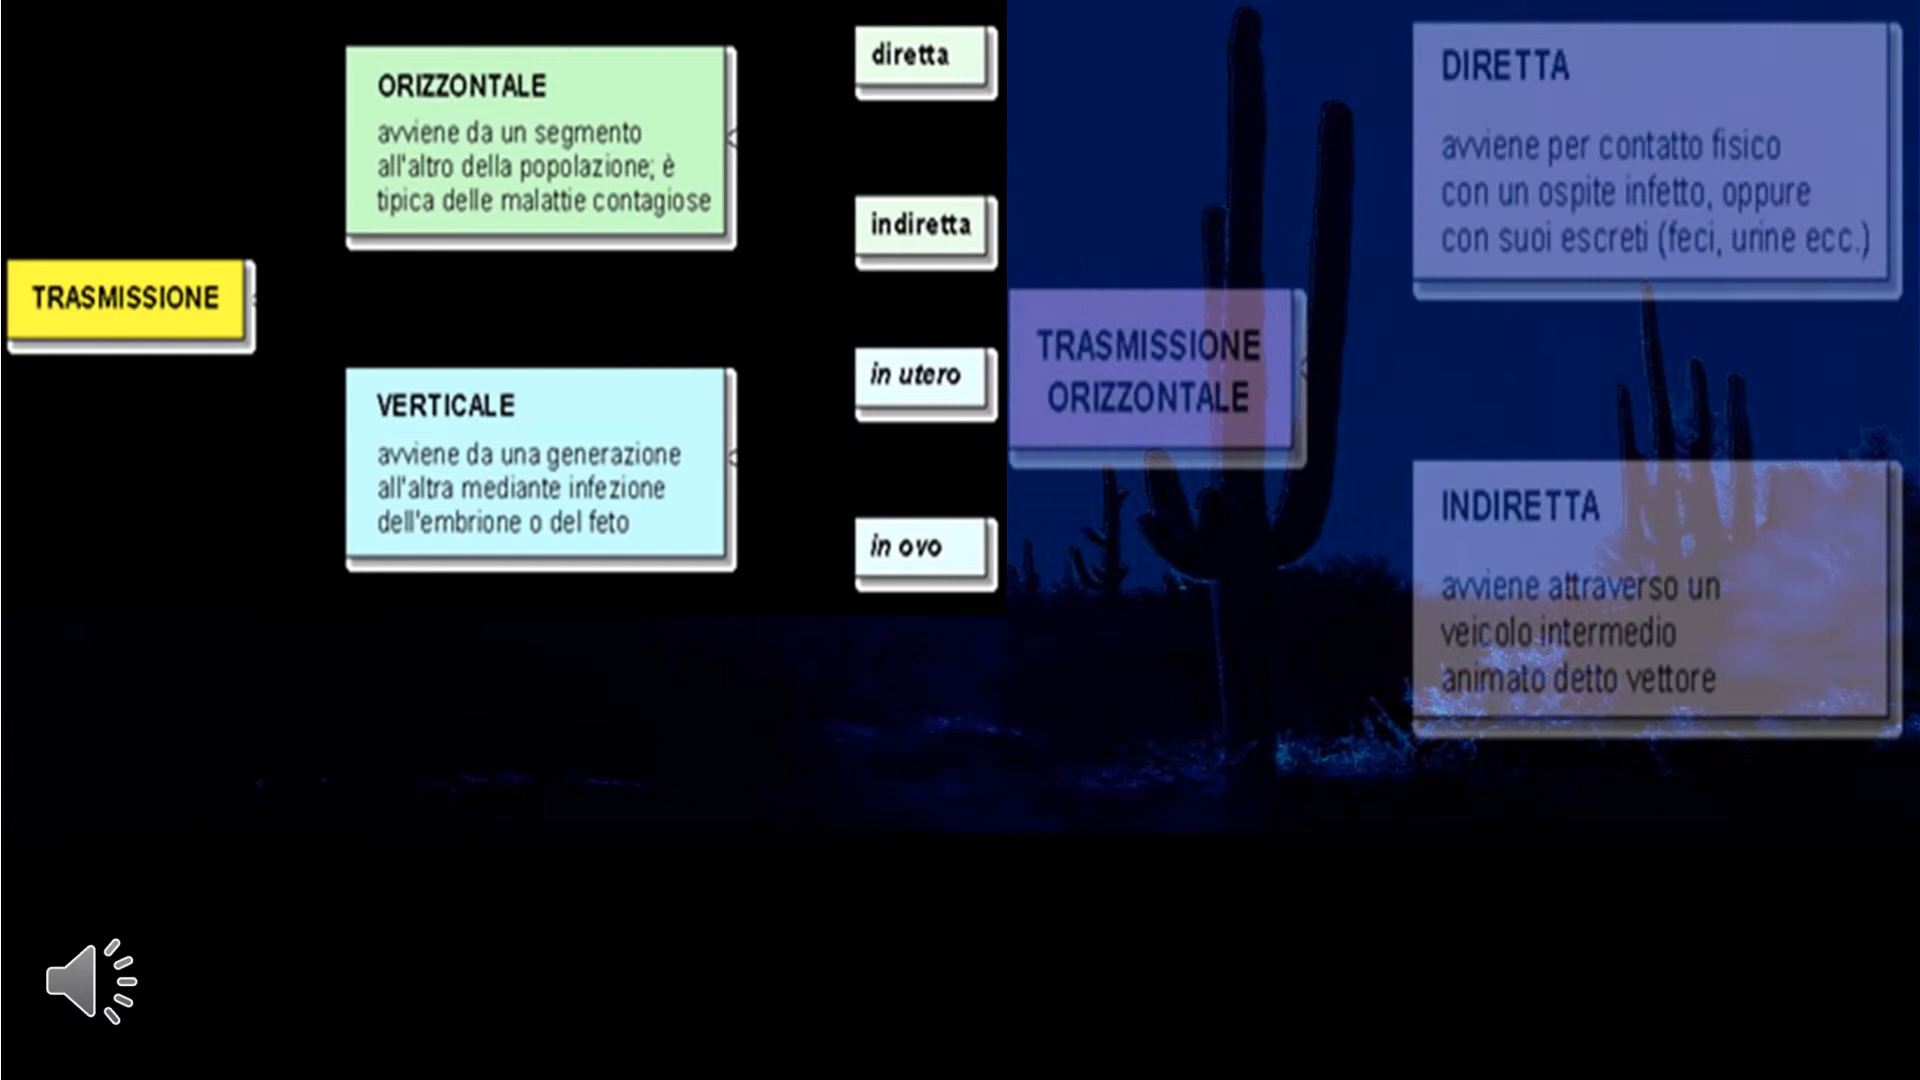 TRASMISSIONE
ORIZZONTALE
avviene da un segmento
all'altro della popolazione; è
tipica delle malattie contagiose
VERTICALE
avviene da una generazione
all'altra mediante infezione
dell'embrione o del feto
diretta
indiretta
in utero
in ovo
TRASMISSIONE
ORIZZONTALE
DIRETTA
avviene per contatto fisico
con un ospite infetto, oppure
con suoi escreti (feci, urine ecc.)
INDIRETTA
avviene attraverso un
veicolo intermedio
animato detto vettore